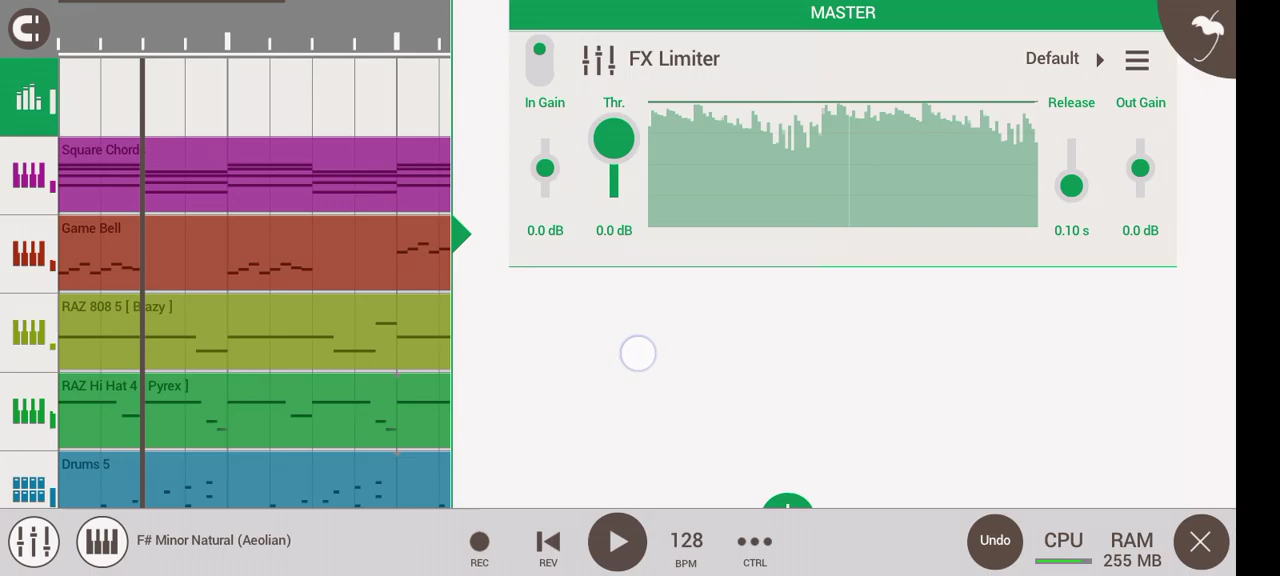 MASTER
FX Limiter
Default
In Gain
Thr.
Release
Out Gain
0.0 dB
0.0 dB
0.10 s
0.0 dB
Square Chords
Game Bell
RAZ 808 5 [ Blazy ]
RAZ Hi Hat 4 [ Pyrex ]
Drums 5
F# Minor Natural (Aeolian)
REC
REV
128
BPM
CTRL
Undo
CPU
RAM
255 MB